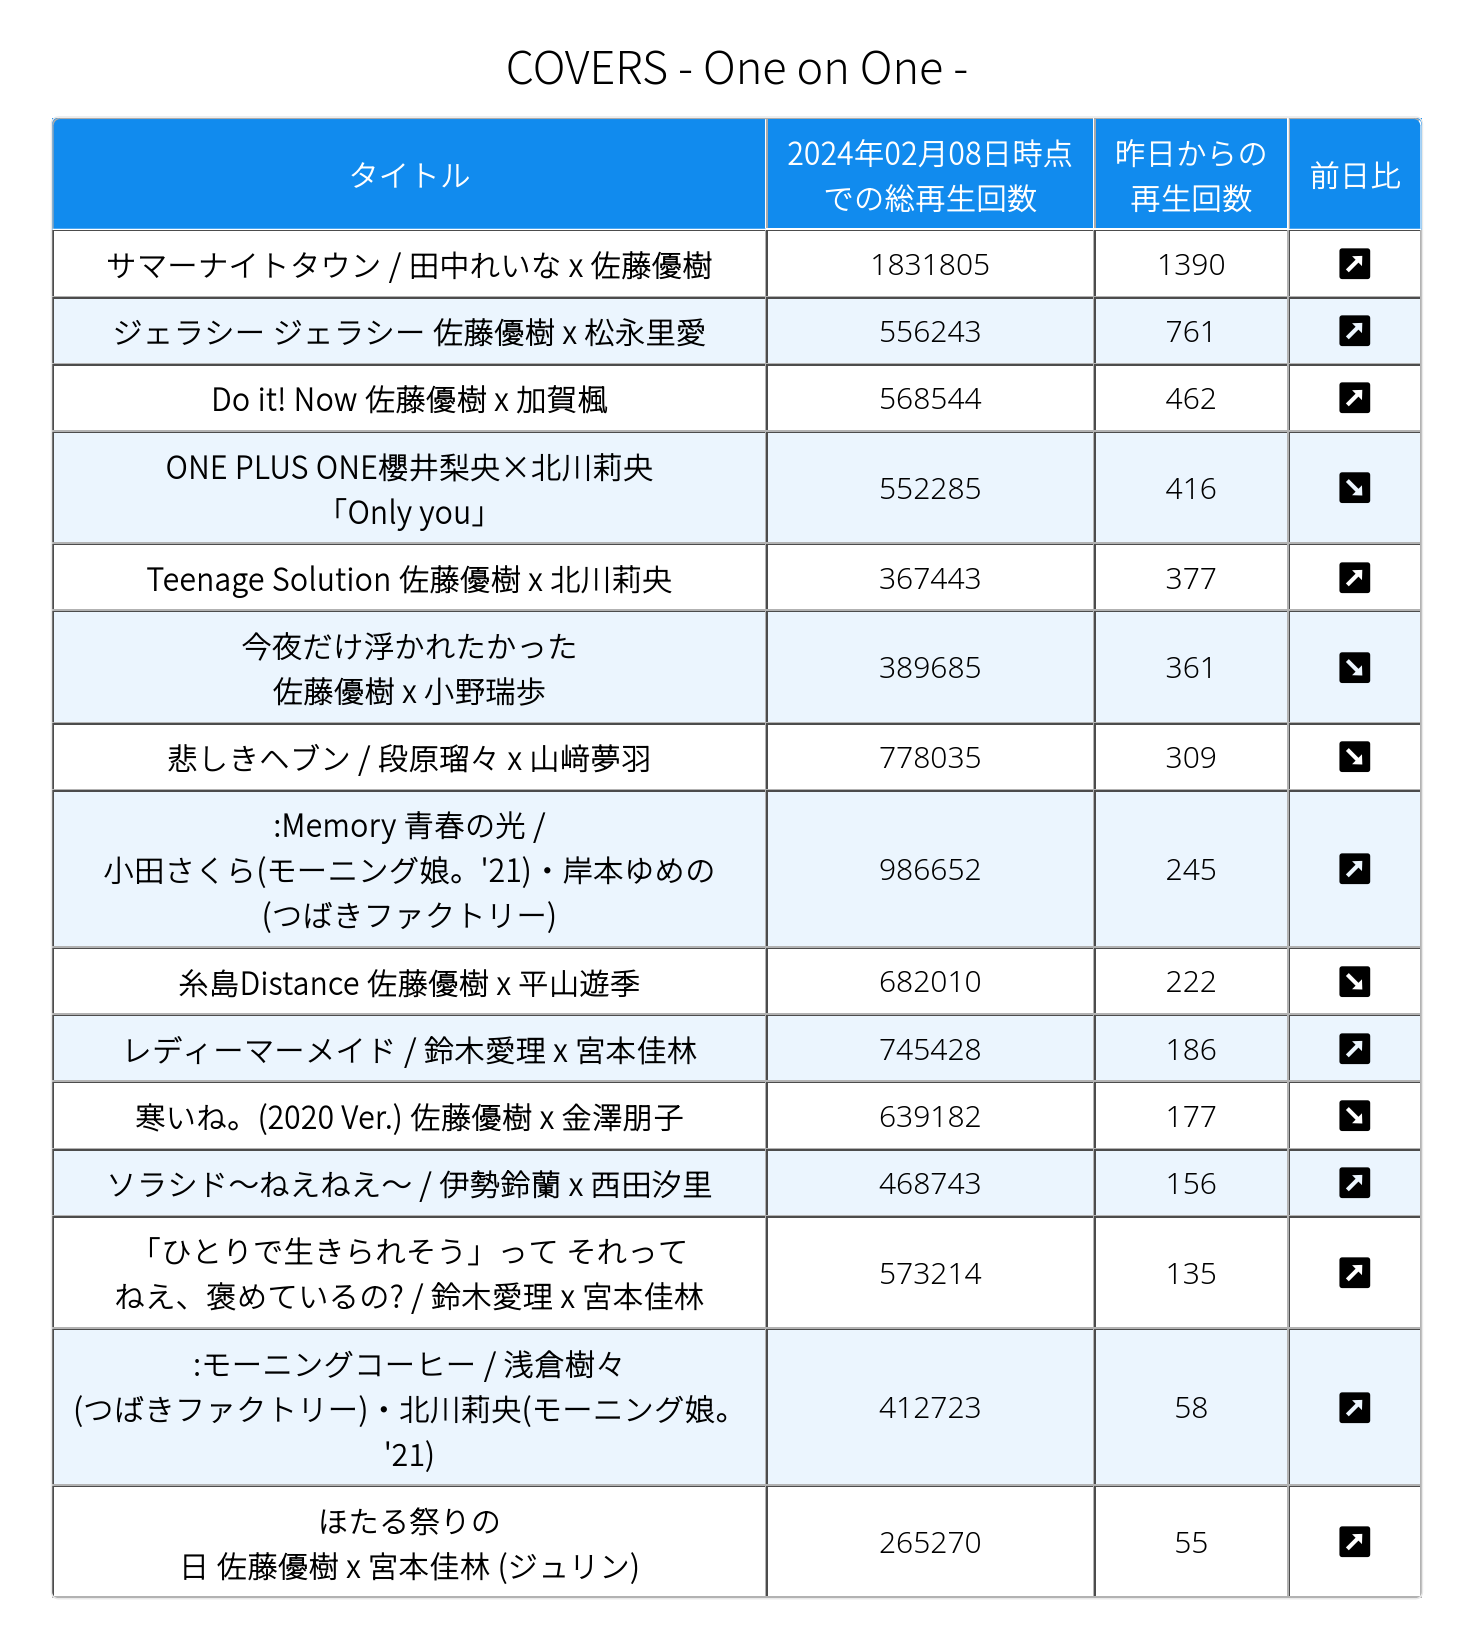 COVERS - One on One -
タイトル
2024年02月08日時点
での総再生回数
昨日からの
再生回数
前日比
サマーナイトタウン / 田中れいな x 佐藤優樹
1831805
1390
ジェラシー ジェラシー 佐藤優樹 x 松永里愛
556243
761
Do it! Now 佐藤優樹 x 加賀楓
568544
462
ONE PLUS ONE櫻井梨央×北川莉央
「Only you」
552285
416
Teenage Solution 佐藤優樹 x 北川莉央
367443
377
今夜だけ浮かれたかった
佐藤優樹 x 小野瑞歩
389685
361
悲しきヘブン / 段原瑠々 x 山﨑夢羽
778035
309
:Memory 青春の光 /
小田さくら(モーニング娘。'21)・岸本ゆめの
(つばきファクトリー)
986652
245
糸島Distance 佐藤優樹 x 平山遊季
682010
222
レディーマーメイド / 鈴木愛理 x 宮本佳林
745428
186
寒いね。(2020 Ver.) 佐藤優樹 x 金澤朋子
639182
177
ソラシド〜ねえねえ〜 / 伊勢鈴蘭 x 西田汐里
468743
156
「ひとりで生きられそう」って それって
ねえ、褒めているの? / 鈴木愛理 x 宮本佳林
573214
135
:モーニングコーヒー / 浅倉樹々
(つばきファクトリー)・北川莉央(モーニング娘。
'21)
412723
58
ほたる祭りの
日 佐藤優樹 x 宮本佳林 (ジュリン)
265270
55